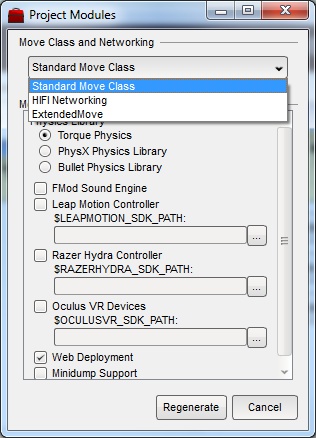 Project Modules
Move Class and Networking
Standard Move Class
Standard Move Class
HIFI Networking
ExtendedMove
Physics Library
Torque Physics
PhysX Physics Library
Bullet Physics Library
FMod Sound Engine
Leap Motion Controller
$LEAPMOTION_SDK_PATH:
...
Razer Hydra Controller
$RAZERHYDRA_SDK_PATH:
...
Oculus VR Devices
$OCULUSVR_SDK_PATH:
...
Web Deployment
Minidump Support
Regenerate
Cancel